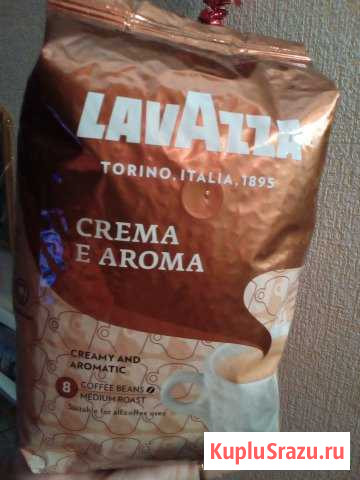 LAVAZZA
TORINO, ITALIA, 1895
CREMA
E AROMA
CREAMY AND
AROMATIC
8
COFFEE BEANS
MEDIUM ROAST
Suitable for all coffee
KupluSrazu.ru